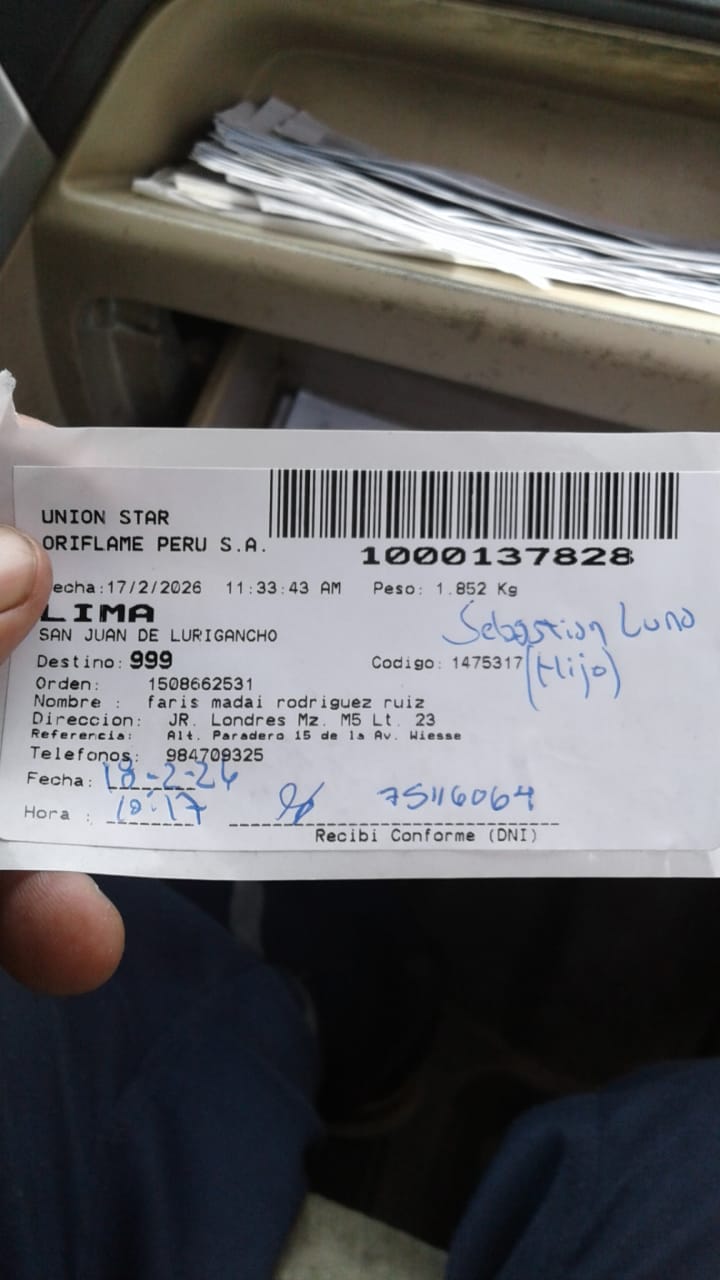 UNION STAR
ORIFLAME PERU S.A.
1000137828
echa:17/2/2026 11:33:43 AM Peso: 1.852 Kg
LIMA
SAN JUAN DE LURIGANCHO
Sebastian Luna
Destino: 999 Codigo: 1475317 (Hijo)
Orden: 1508662531
Nombre : faris madai rodriguez ruiz
Direccion: JR. Londres Mz. M5 Lt. 23
Referencia: Alt. Paradero 15 de la Av. Wiesse
Telefonos: 984709325
Fecha: 18-2-26
Hora : 10:17 75116064
Recibi Conforme (DNI)